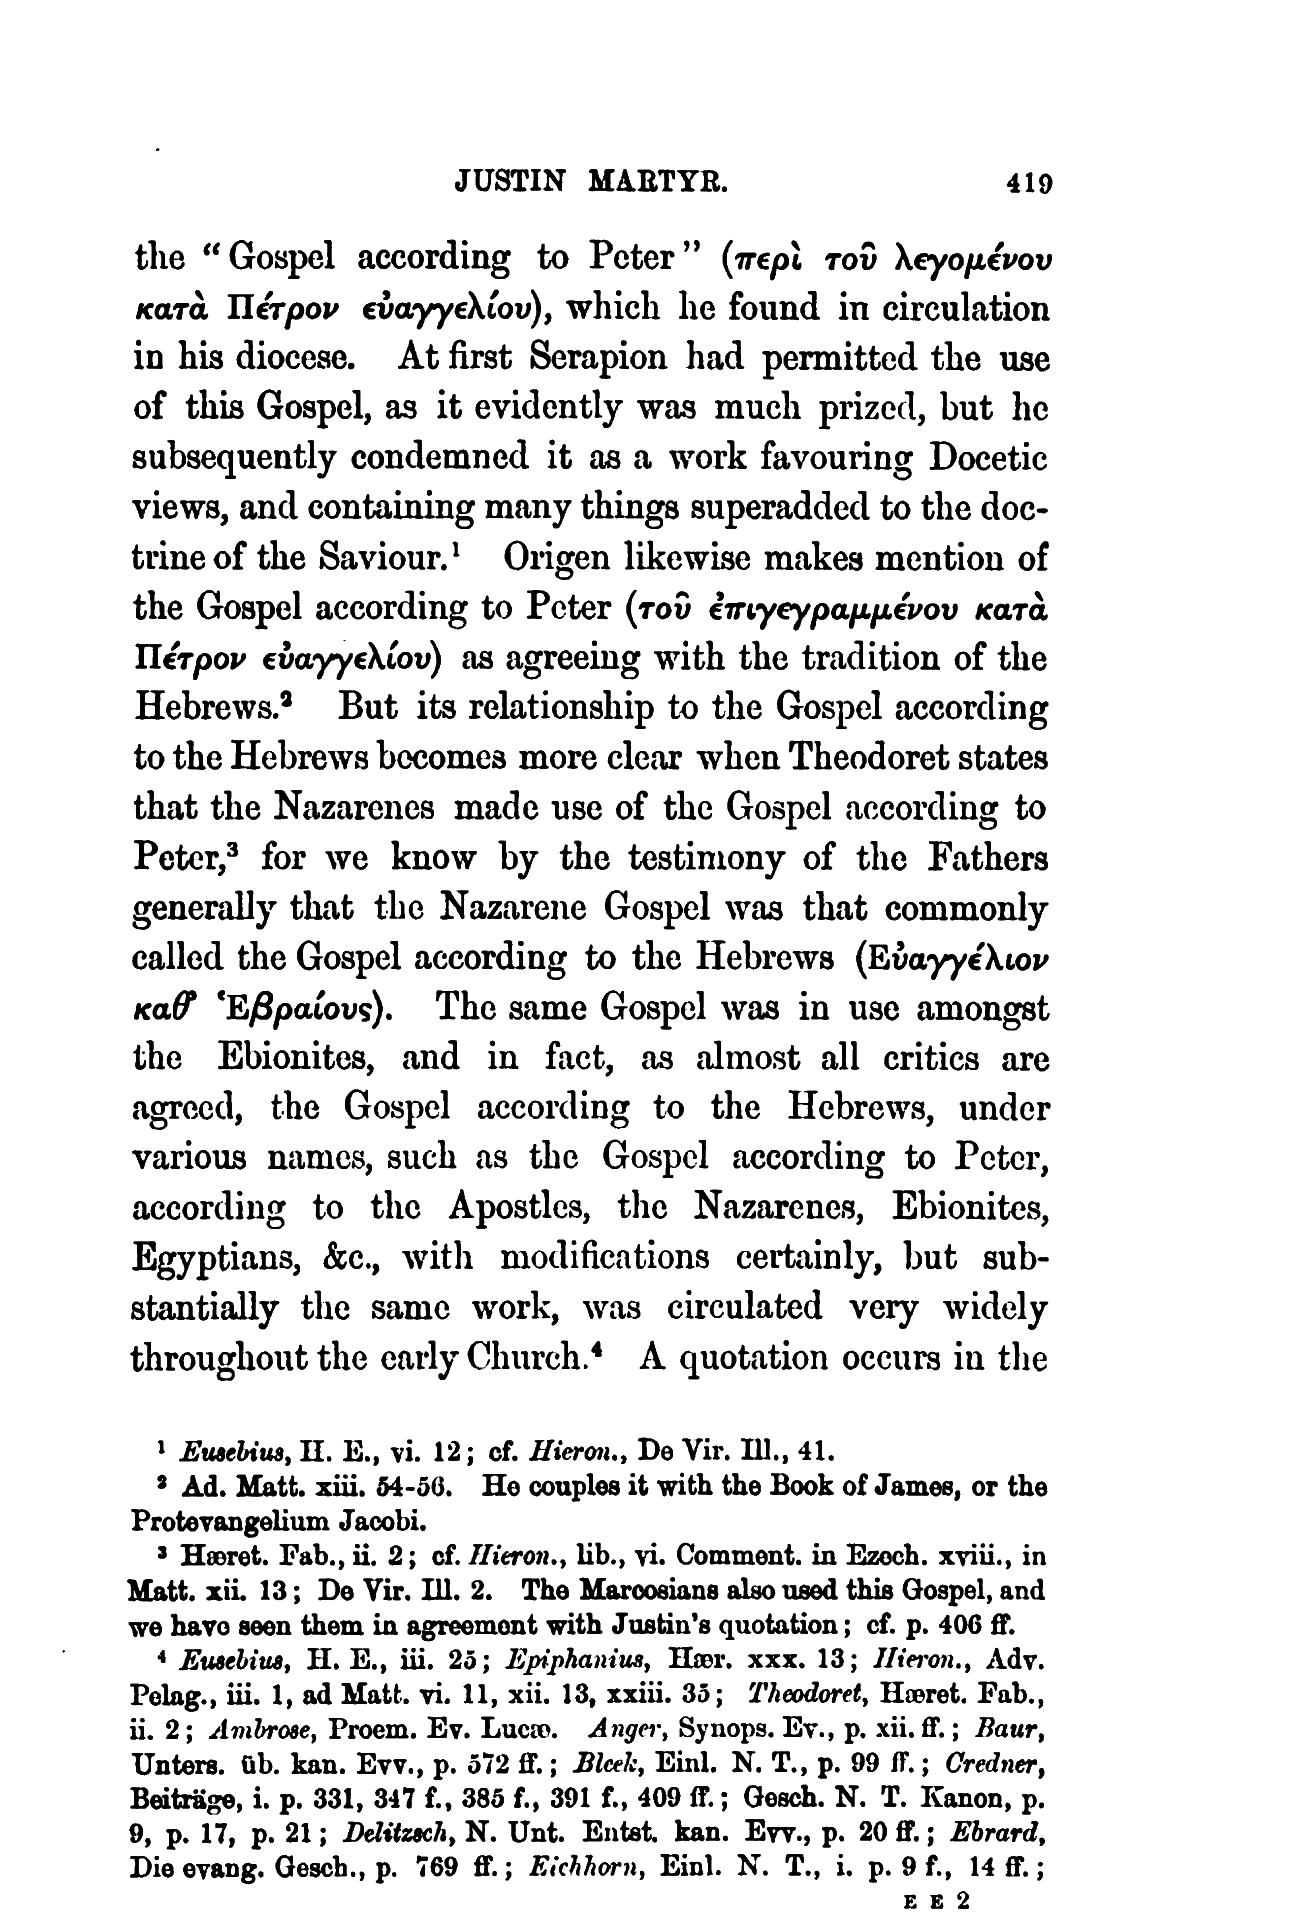 JUSTIN MARTYR. 419
the “Gospel according to Peter” (περὶ τοῦ λεγομένου
κατὰ Πέτρον εὐαγγελίου), which he found in circulation
in his diocese. At first Serapion had permitted the use
of this Gospel, as it evidently was much prized, but he
subsequently condemned it as a work favouring Docetic
views, and containing many things superadded to the doc-
trine of the Saviour.¹ Origen likewise makes mention of
the Gospel according to Peter (τοῦ ἐπιγεγραμμένου κατὰ
Πέτρον εὐαγγελίου) as agreeing with the tradition of the
Hebrews.² But its relationship to the Gospel according
to the Hebrews becomes more clear when Theodoret states
that the Nazarenes made use of the Gospel according to
Peter,³ for we know by the testimony of the Fathers
generally that the Nazarene Gospel was that commonly
called the Gospel according to the Hebrews (Εὐαγγέλιον
καθ’ Ἑβραίους). The same Gospel was in use amongst
the Ebionites, and in fact, as almost all critics are
agreed, the Gospel according to the Hebrews, under
various names, such as the Gospel according to Peter,
according to the Apostles, the Nazarenes, Ebionites,
Egyptians, &c., with modifications certainly, but sub-
stantially the same work, was circulated very widely
throughout the early Church.⁴ A quotation occurs in the
¹ Eusebius, H. E., vi. 12; cf. Hieron., De Vir. Ill., 41.
² Ad. Matt. xiii. 54-56. He couples it with the Book of James, or the
Protevangelium Jacobi.
³ Hæret. Fab., ii. 2; cf. Hieron., lib., vi. Comment. in Ezech. xviii., in
Matt. xii. 13; De Vir. Ill. 2. The Marcosians also used this Gospel, and
we have seen them in agreement with Justin’s quotation; cf. p. 406 ff.
⁴ Eusebius, H. E., iii. 25; Epiphanius, Hær. xxx. 13; Hieron., Adv.
Pelag., iii. 1, ad Matt. vi. 11, xii. 13, xxiii. 35; Theodoret, Hæret. Fab.,
ii. 2; Ambrose, Proem. Ev. Lucæ. Anger, Synops. Ev., p. xii. ff.; Baur,
Unters. üb. kan. Evv., p. 572 ff.; Bleek, Einl. N. T., p. 99 ff.; Credner,
Beiträge, i. p. 331, 347 f., 385 f., 391 f., 409 ff.; Gesch. N. T. Kanon, p.
9, p. 17, p. 21; Delitzsch, N. Unt. Entst. kan. Evv., p. 20 ff.; Ebrard,
Die evang. Gesch., p. 769 ff.; Eichhorn, Einl. N. T., i. p. 9 f., 14 ff.;
E E 2